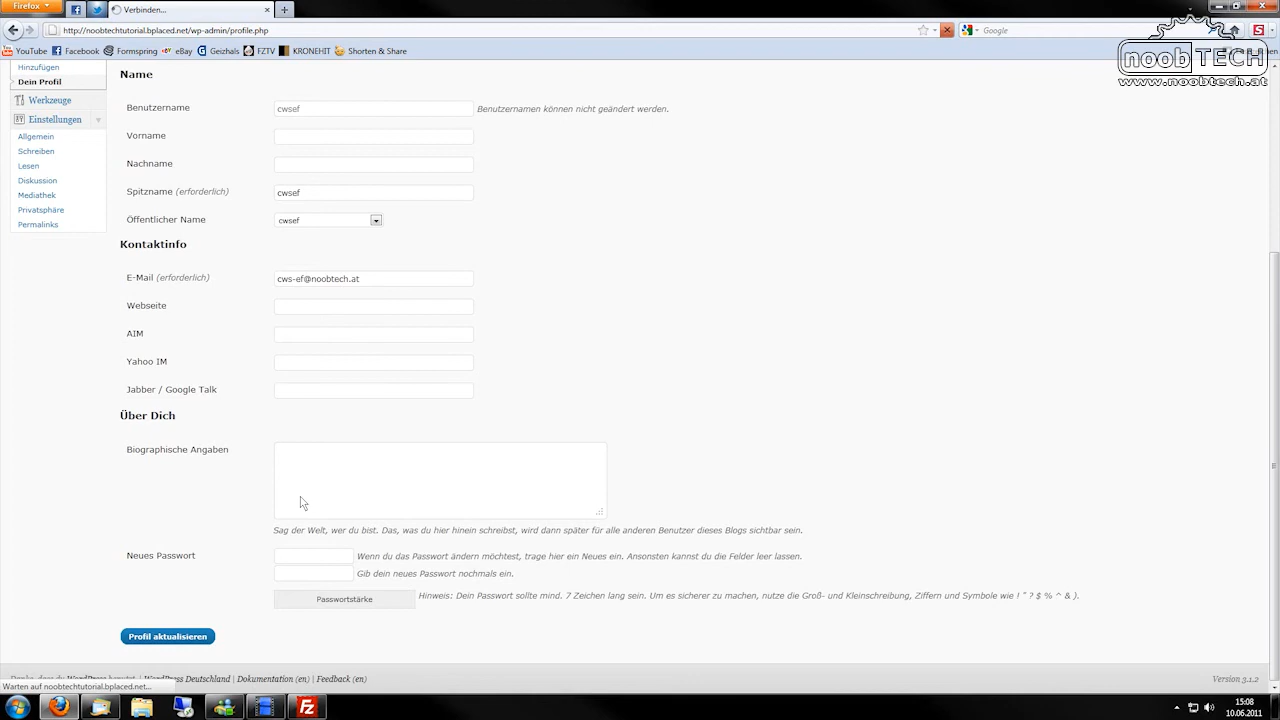 Firefox
Verbinden...
http://noobtechtutorial.bplaced.net/wp-admin/profile.php
Google
YouTube Facebook Formspring eBay Geizhals FZTV KRONEHIT Shorten & Share
noobTECH
www.noobtech.at
Hinzufügen
Dein Profil
Werkzeuge
Einstellungen
Allgemein
Schreiben
Lesen
Diskussion
Mediathek
Privatsphäre
Permalinks
Name
Benutzername cwsef Benutzernamen können nicht geändert werden.
Vorname
Nachname
Spitzname (erforderlich) cwsef
Öffentlicher Name cwsef
Kontaktinfo
E-Mail (erforderlich) cws-ef@noobtech.at
Webseite
AIM
Yahoo IM
Jabber / Google Talk
Über Dich
Biographische Angaben
Sag der Welt, wer du bist. Das, was du hier hinein schreibst, wird dann später für alle anderen Benutzer dieses Blogs sichtbar sein.
Neues Passwort Wenn du das Passwort ändern möchtest, trage hier ein Neues ein. Ansonsten kannst du die Felder leer lassen.
Gib dein neues Passwort nochmals ein.
Passwortstärke Hinweis: Dein Passwort sollte mind. 7 Zeichen lang sein. Um es sicherer zu machen, nutze die Groß- und Kleinschreibung, Ziffern und Symbole wie ! " ? $ % ^ & ).
Profil aktualisieren
WordPress Deutschland | Dokumentation (en) | Feedback (en) Version 3.1.2
Warten auf noobtechtutorial.bplaced.net...
15:08
10.06.2011